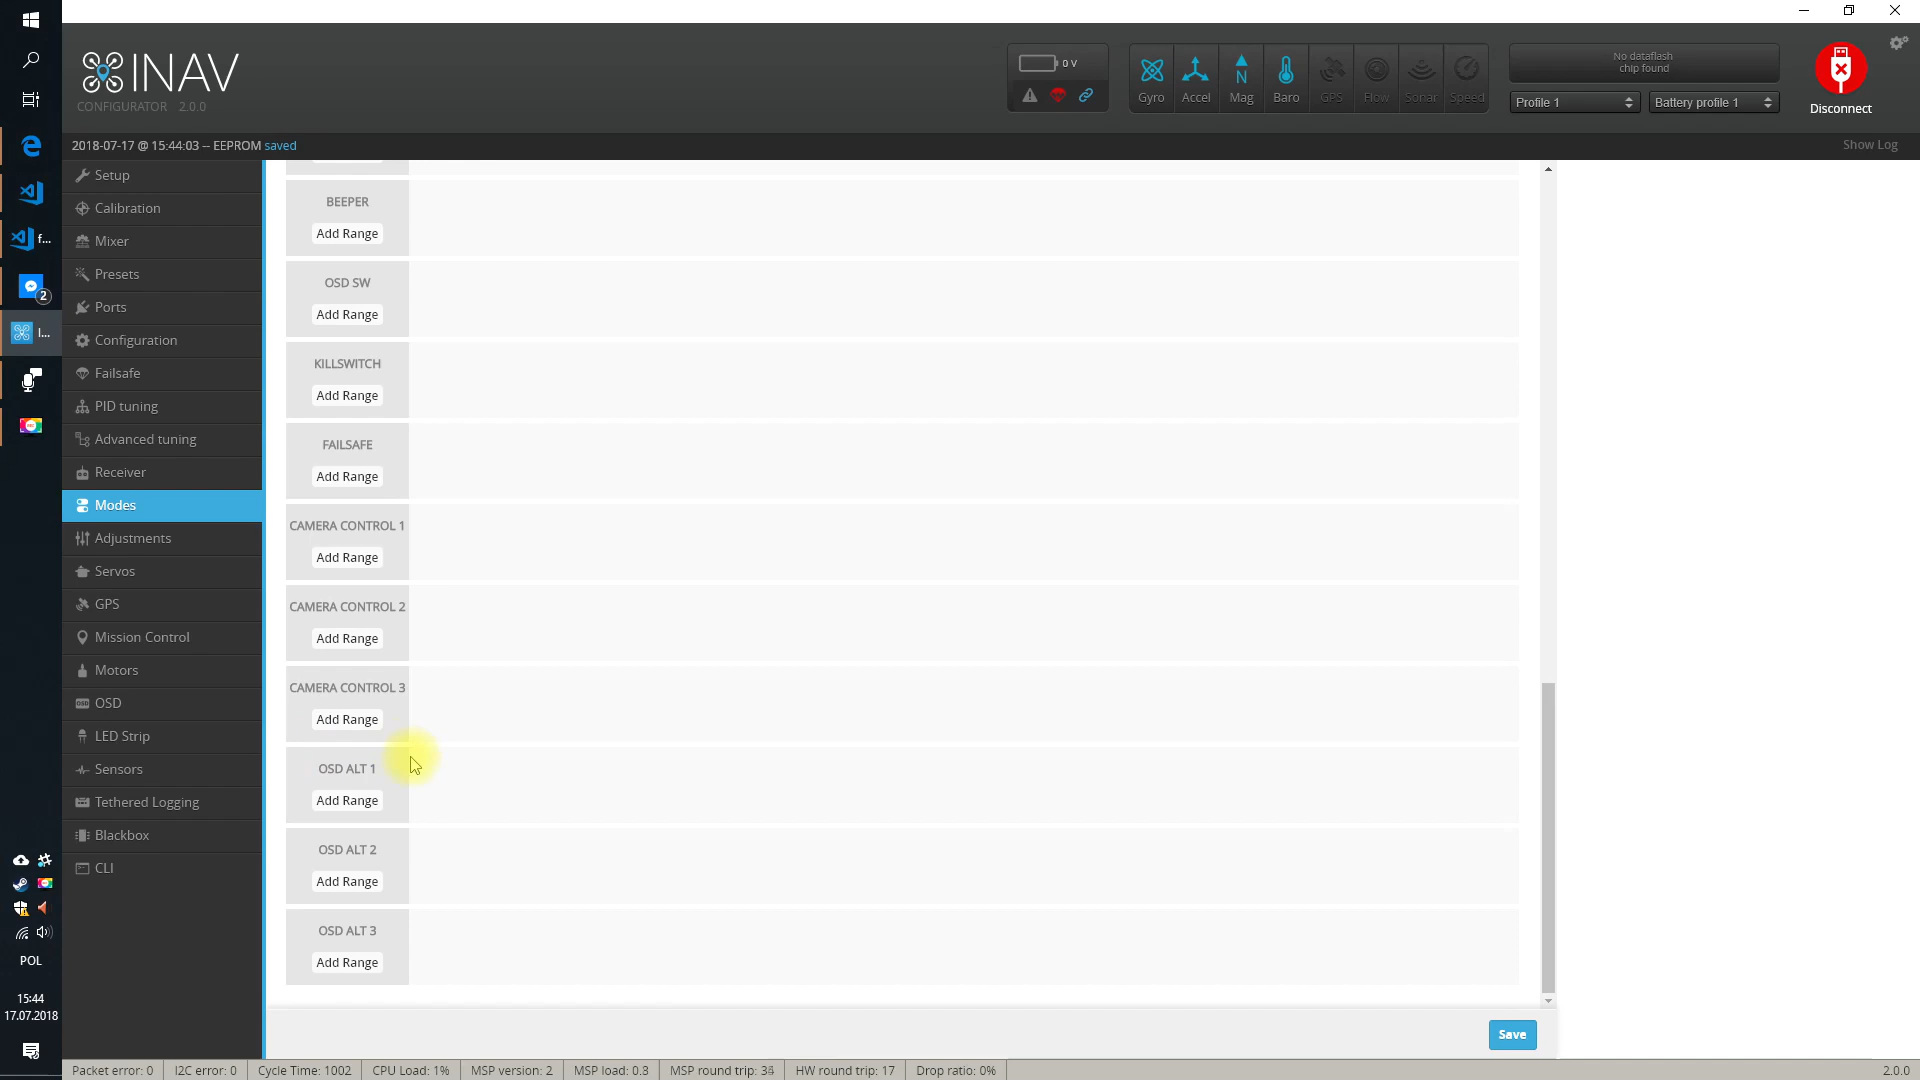 INAV
CONFIGURATOR 2.0.0
0 V
Gyro
Accel
Mag
Baro
GPS
Flow
Sonar
Speed
No dataflash
chip found
Profile 1
Battery profile 1
Disconnect
2018-07-17 @ 15:44:03 -- EEPROM saved
Show Log
f...
2
I...
POL
15:44
17.07.2018
Setup
Calibration
Mixer
Presets
Ports
Configuration
Failsafe
PID tuning
Advanced tuning
Receiver
Modes
Adjustments
Servos
GPS
Mission Control
Motors
OSD
LED Strip
Sensors
Tethered Logging
Blackbox
CLI
BEEPER
Add Range
OSD SW
Add Range
KILLSWITCH
Add Range
FAILSAFE
Add Range
CAMERA CONTROL 1
Add Range
CAMERA CONTROL 2
Add Range
CAMERA CONTROL 3
Add Range
OSD ALT 1
Add Range
OSD ALT 2
Add Range
OSD ALT 3
Add Range
Save
Packet error: 0
I2C error: 0
Cycle Time: 1002
CPU Load: 1%
MSP version: 2
MSP load: 0.3
MSP round trip: 34
HW round trip: 17
Drop ratio: 0%
2.0.0